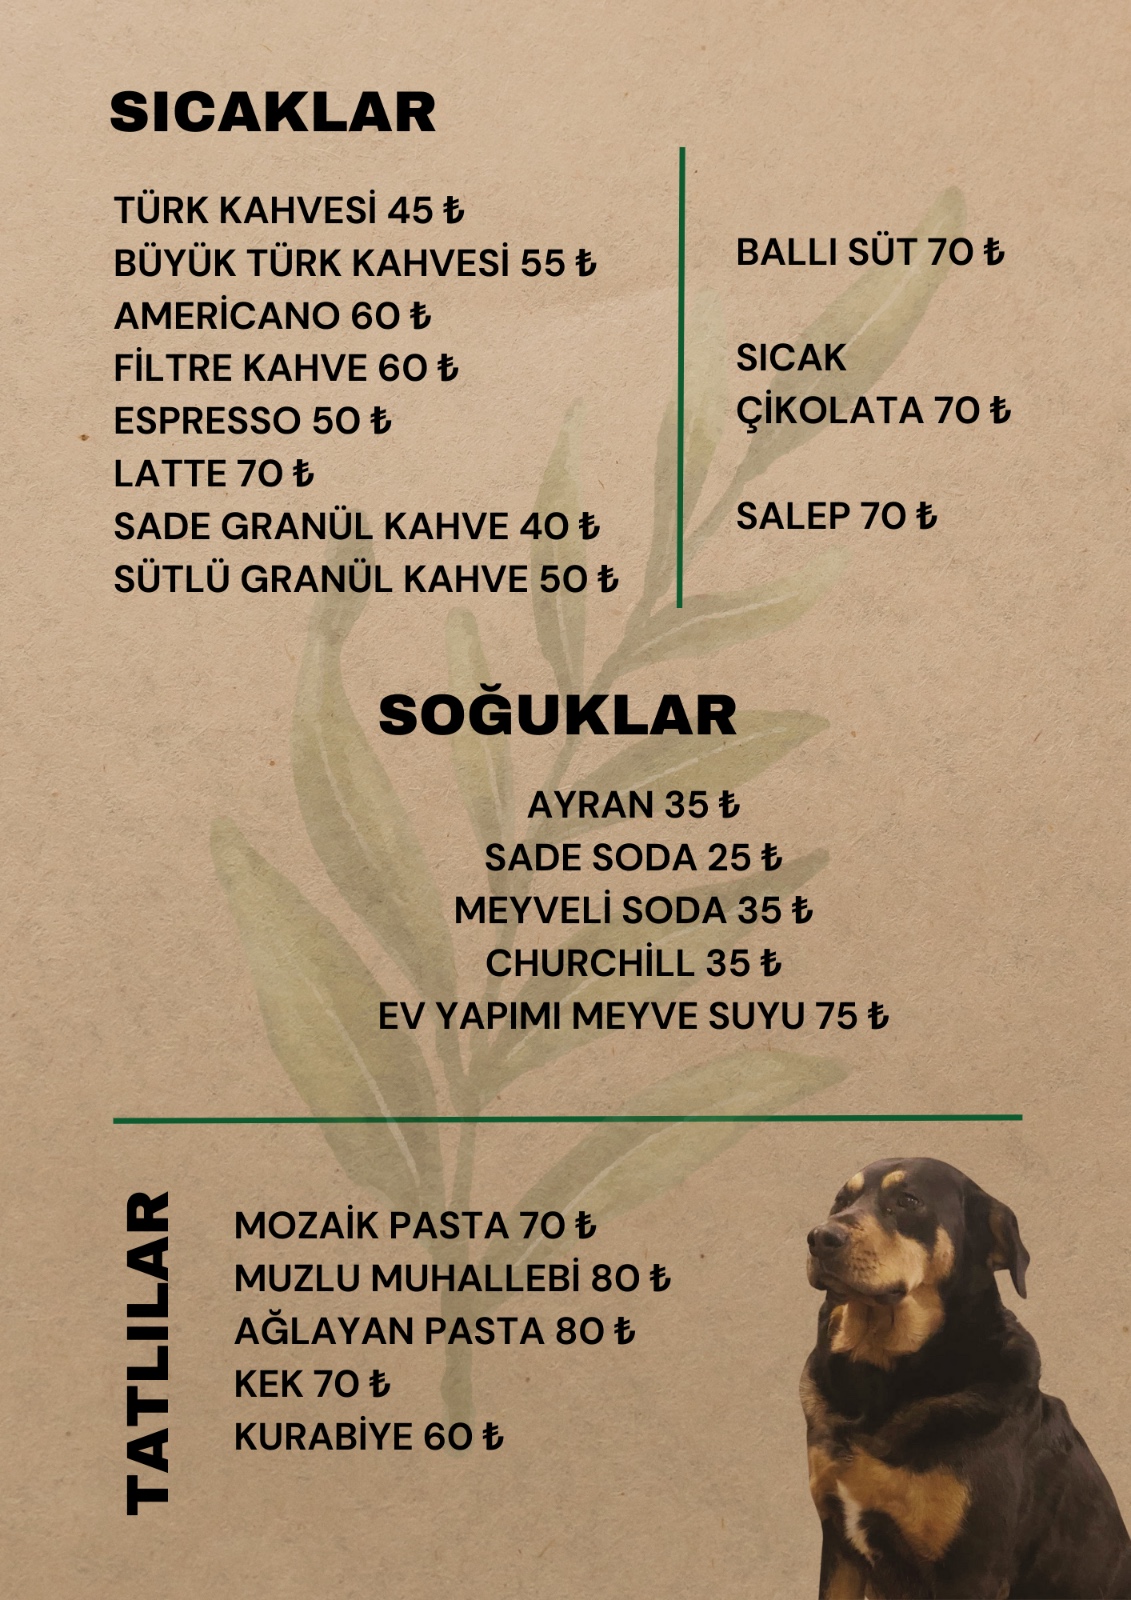 SICAKLAR
TÜRK KAHVESİ 45 ₺
BÜYÜK TÜRK KAHVESİ 55 ₺
AMERİCANO 60 ₺
FİLTRE KAHVE 60 ₺
ESPRESSO 50 ₺
LATTE 70 ₺
SADE GRANÜL KAHVE 40 ₺
SÜTLÜ GRANÜL KAHVE 50 ₺
BALLI SÜT 70 ₺
SICAK
ÇİKOLATA 70 ₺
SALEP 70 ₺
SOĞUKLAR
AYRAN 35 ₺
SADE SODA 25 ₺
MEYVELİ SODA 35 ₺
CHURCHİLL 35 ₺
EV YAPIMI MEYVE SUYU 75 ₺
TATLILAR
MOZAİK PASTA 70 ₺
MUZLU MUHALLEBİ 80 ₺
AĞLAYAN PASTA 80 ₺
KEK 70 ₺
KURABİYE 60 ₺